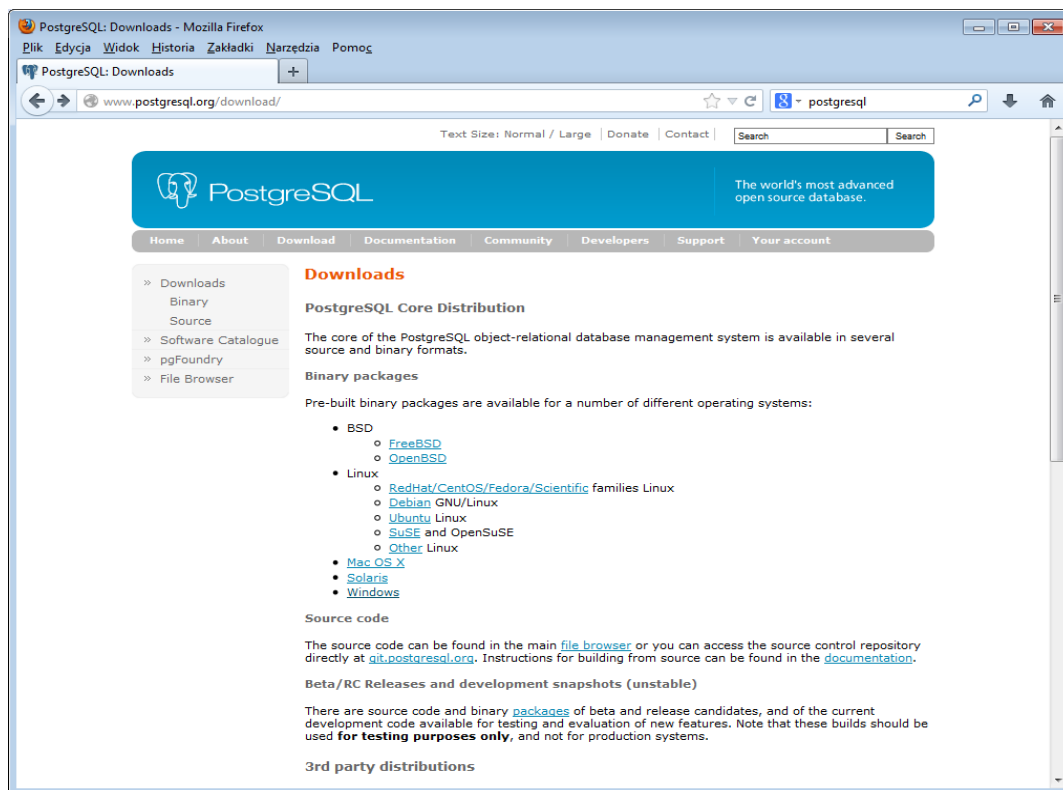 PostgreSQL: Downloads - Mozilla Firefox
Plik Edycja Widok Historia Zakładki Narzędzia Pomoc
PostgreSQL: Downloads
www.postgresql.org/download/
postgresql
Text Size: Normal / Large | Donate | Contact |
Search
Search
PostgreSQL
The world's most advanced
open source database.
Home About Download Documentation Community Developers Support Your account
» Downloads
Binary
Source
» Software Catalogue
» pgFoundry
» File Browser
Downloads
PostgreSQL Core Distribution
The core of the PostgreSQL object-relational database management system is available in several
source and binary formats.
Binary packages
Pre-built binary packages are available for a number of different operating systems:
• BSD
o FreeBSD
o OpenBSD
• Linux
o RedHat/CentOS/Fedora/Scientific families Linux
o Debian GNU/Linux
o Ubuntu Linux
o SuSE and OpenSuSE
o Other Linux
• Mac OS X
• Solaris
• Windows
Source code
The source code can be found in the main file browser or you can access the source control repository
directly at git.postgresql.org. Instructions for building from source can be found in the documentation.
Beta/RC Releases and development snapshots (unstable)
There are source code and binary packages of beta and release candidates, and of the current
development code available for testing and evaluation of new features. Note that these builds should be
used for testing purposes only, and not for production systems.
3rd party distributions